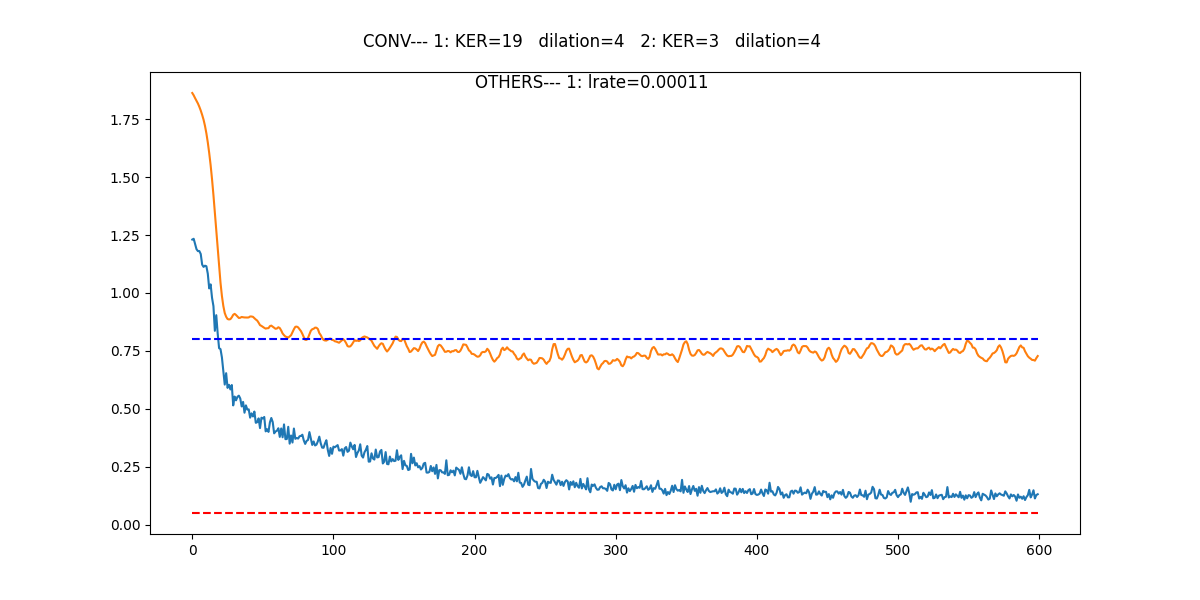 CONV--- 1: KER=19   dilation=4   2: KER=3   dilation=4
OTHERS--- 1: lrate=0.00011
1.75
1.50
1.25
1.00
0.75
0.50
0.25
0.00
0 100 200 300 400 500 600